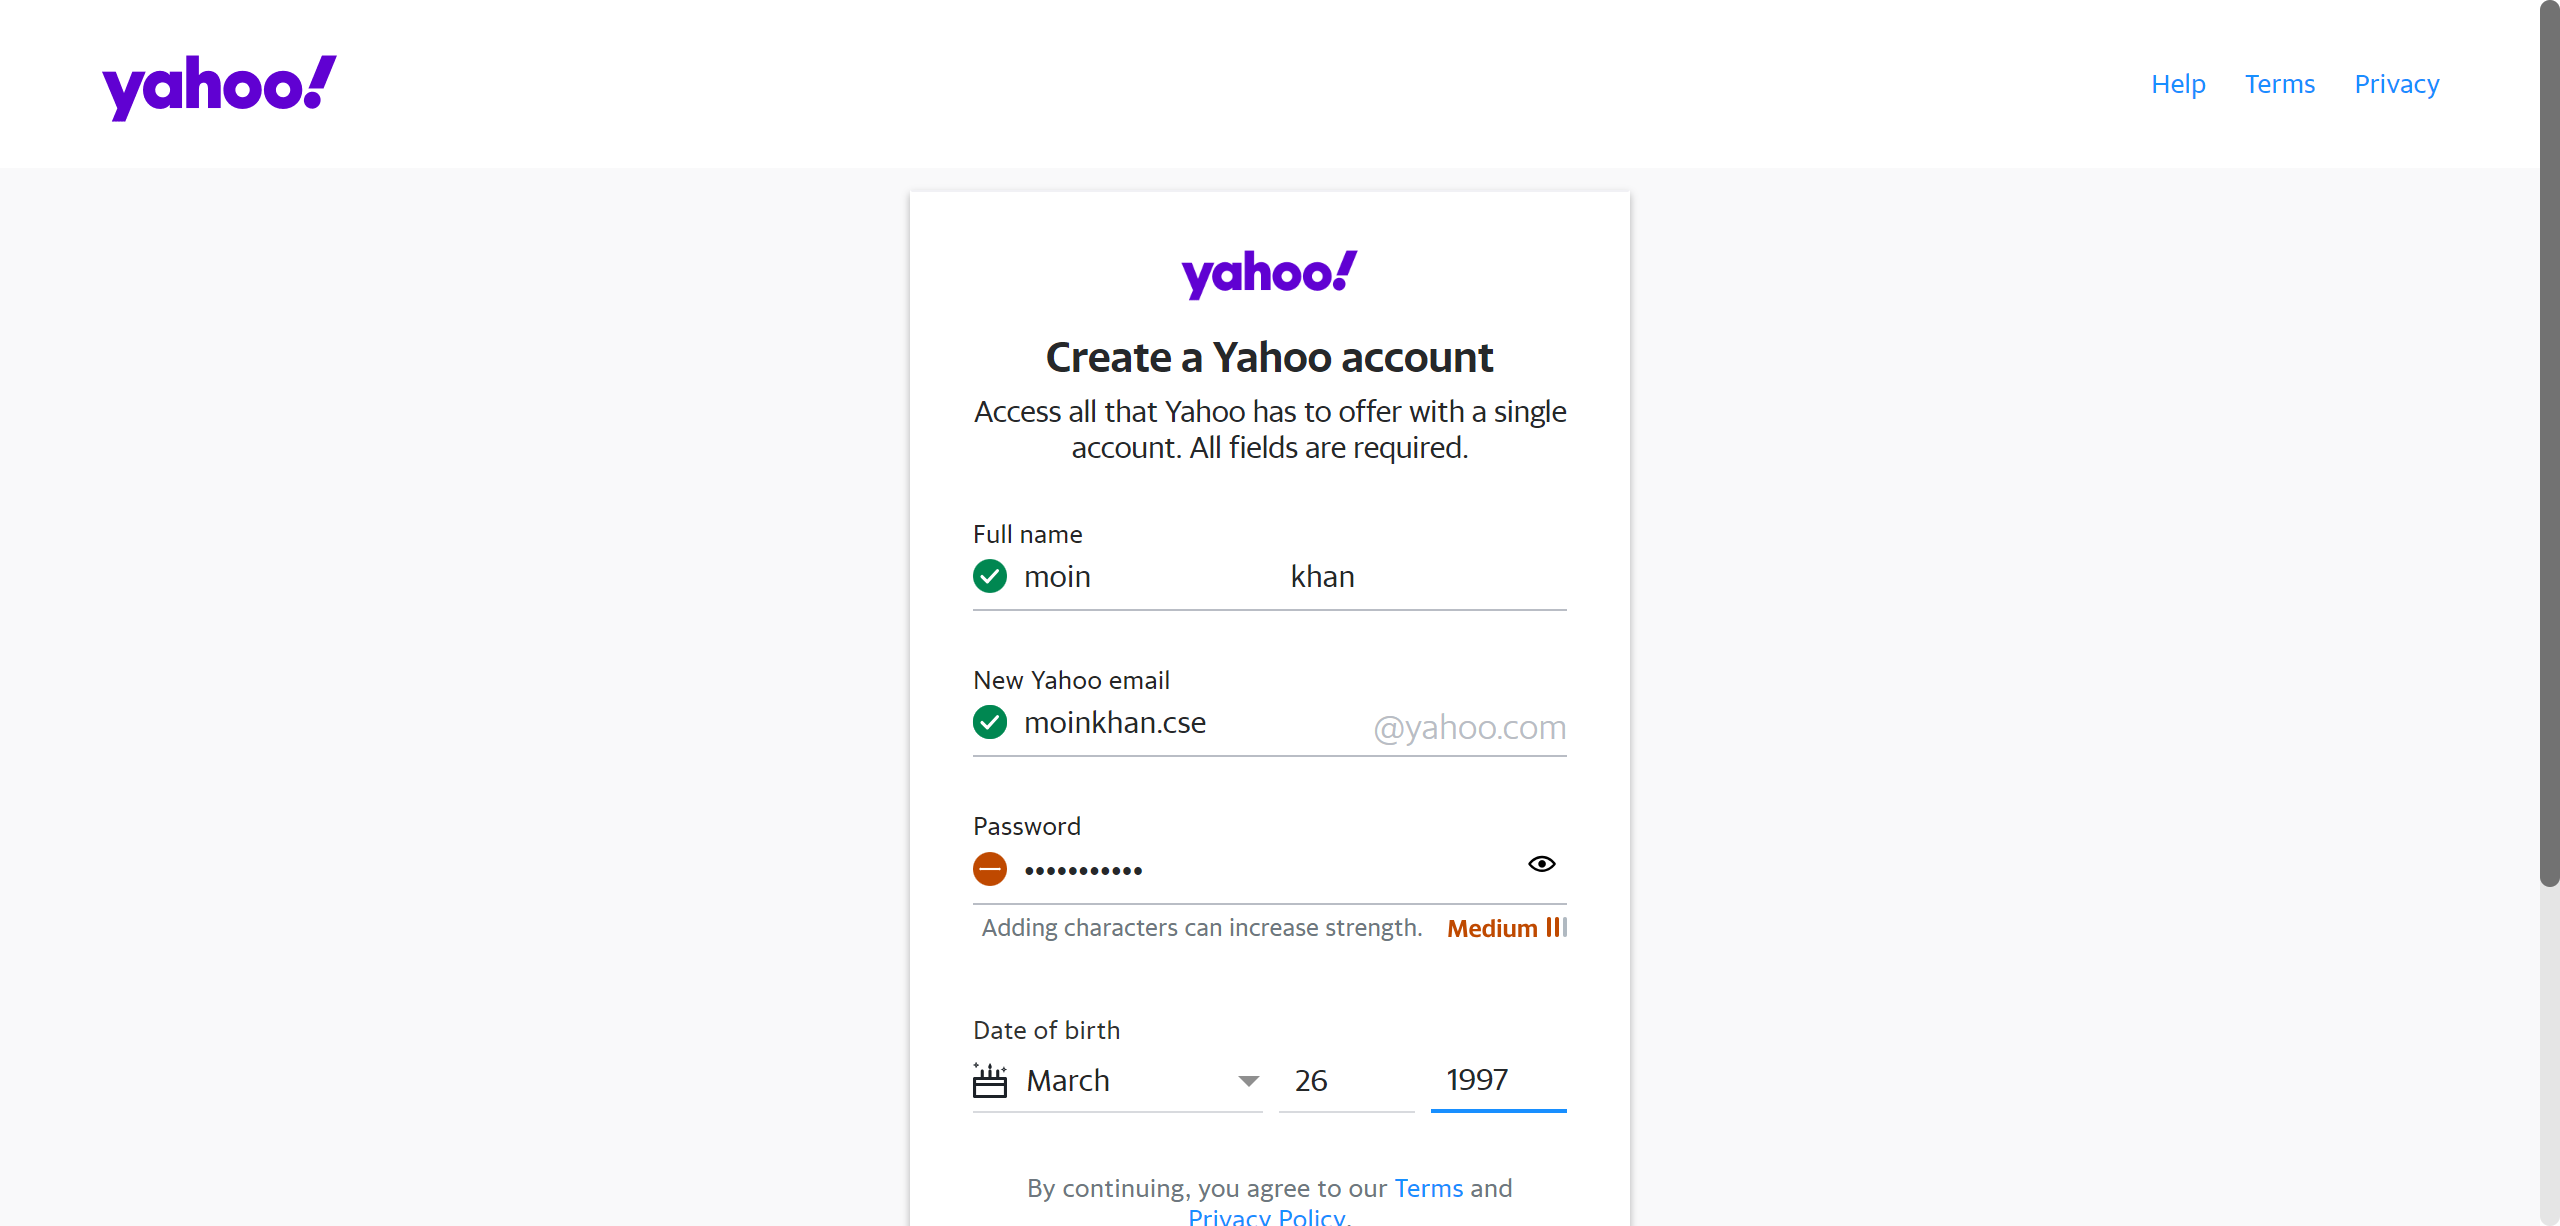 yahoo!
Help Terms Privacy
yahoo!
Create a Yahoo account
Access all that Yahoo has to offer with a single
account. All fields are required.
Full name
moin khan
New Yahoo email
moinkhan.cse @yahoo.com
Password
•••••••••••
Adding characters can increase strength. Medium
Date of birth
March 26 1997
By continuing, you agree to our Terms and
Privacy Policy.